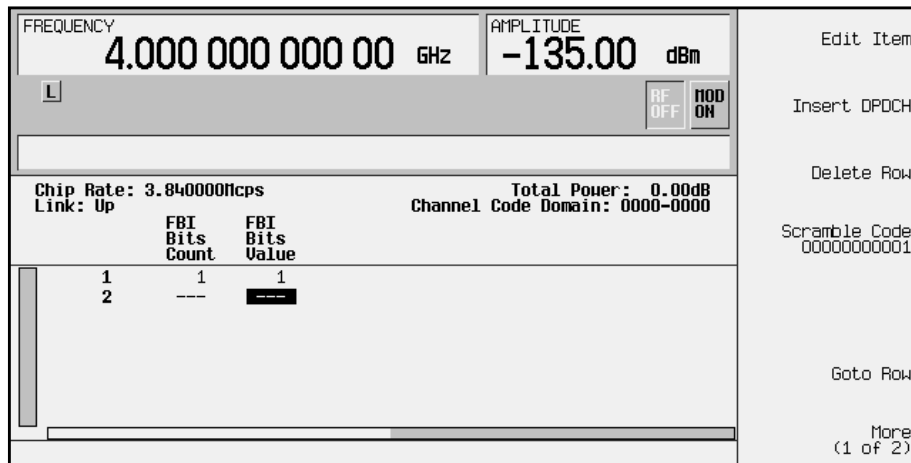 FREQUENCY
4.000 000 000 00 GHz
AMPLITUDE
-135.00 dBm
L
RF OFF
MOD ON
Edit Item
Insert DPDCH
Delete Row
Scramble Code
00000000001
Goto Row
More
(1 of 2)
Chip Rate: 3.840000Mcps
Total Power: 0.00dB
Link: Up
Channel Code Domain: 0000-0000
FBI Bits Count
FBI Bits Value
1 1 1
2 --- ---